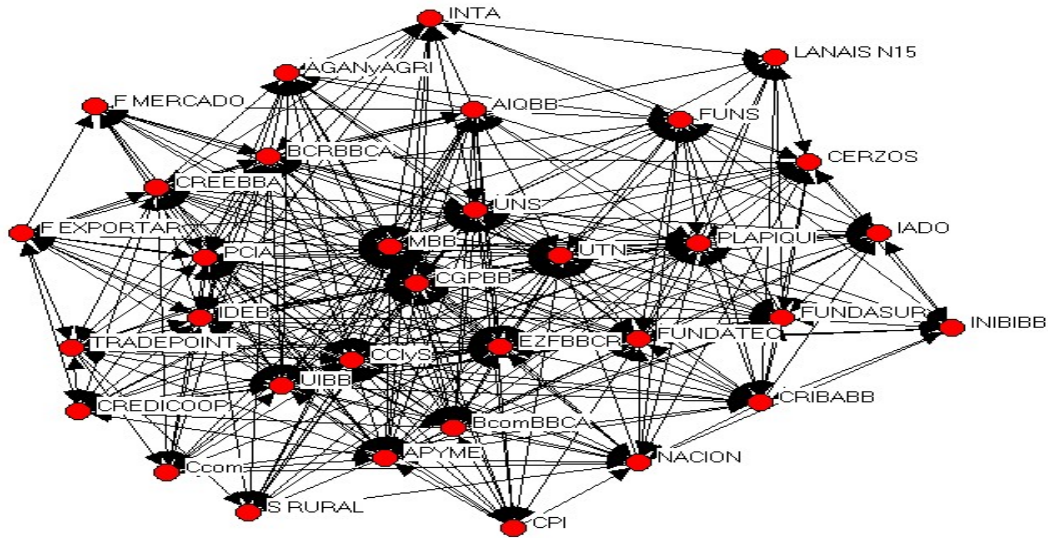 INTA
LANAIS N15
AGANyAGRI
F MERCADO
AIQBB
FUNS
BCRBBCA
CERZOS
CREEBBA
UNS
F EXPORTAR
IADO
MBB
PLAPIQUI
PCIA
UTN
CGPBB
IDEB
FUNDASUR
INIBIBB
TRADEPOINT
FUNDATEC
EZFBBCR
CCIyS
UIBB
CREDICOOP
CRIBABB
BcomBBCA
APYME
NACION
Ccom
S RURAL
CPI